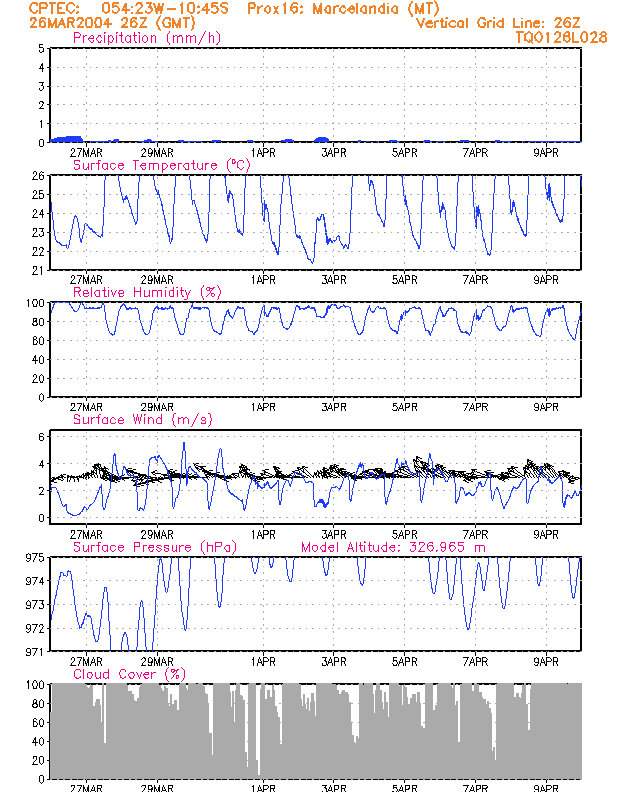 CPTEC: 054:23W-10:45S Prox16: Marcelandia (MT)
26MAR2004 26Z (GMT) Vertical Grid Line: 26Z
Precipitation (mm/h) TQ0126L028
5
4
3
2
1
0
27MAR 29MAR 1APR 3APR 5APR 7APR 9APR
Surface Temperature (°C)
26
25
24
23
22
21
27MAR 29MAR 1APR 3APR 5APR 7APR 9APR
Relative Humidity (%)
100
80
60
40
20
0
27MAR 29MAR 1APR 3APR 5APR 7APR 9APR
Surface Wind (m/s)
6
4
2
0
27MAR 29MAR 1APR 3APR 5APR 7APR 9APR
Surface Pressure (hPa) Model Altitude: 326.965 m
975
974
973
972
971
27MAR 29MAR 1APR 3APR 5APR 7APR 9APR
Cloud Cover (%)
100
80
60
40
20
0
27MAR 29MAR 1APR 3APR 5APR 7APR 9APR